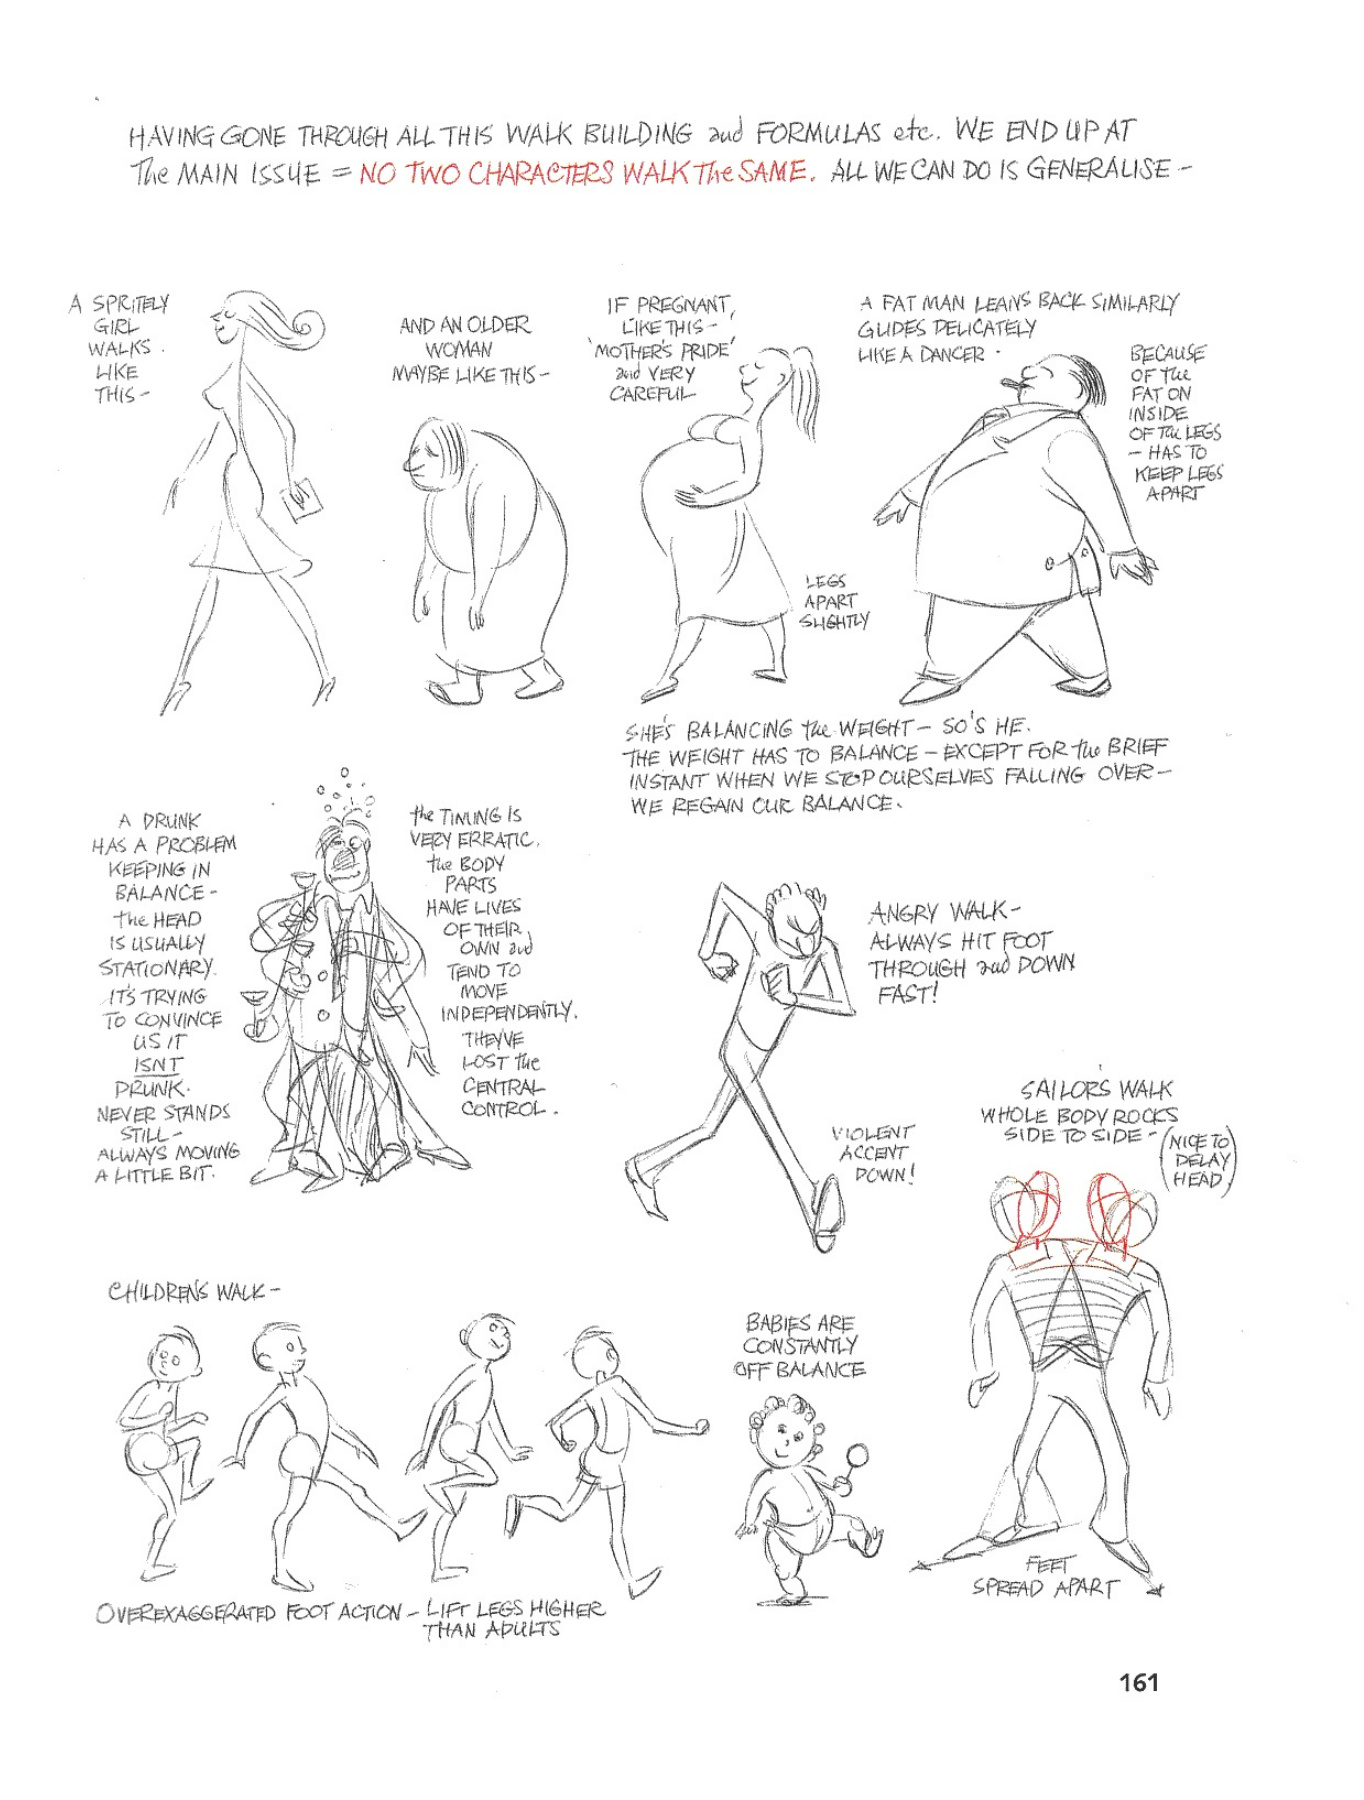 HAVING GONE THROUGH ALL THIS WALK BUILDING and FORMULAS etc. WE END UP AT
The MAIN ISSUE = NO TWO CHARACTERS WALK The SAME. ALL WE CAN DO IS GENERALISE -
A SPRITELY
GIRL
WALKS
LIKE
THIS -
AND AN OLDER
WOMAN
MAYBE LIKE THIS -
IF PREGNANT,
LIKE THIS -
'MOTHER'S PRIDE'
and VERY
CAREFUL
LEGS
APART
SLIGHTLY
A FAT MAN LEANS BACK SIMILARLY
GLIDES DELICATELY
LIKE A DANCER -
BECAUSE
OF The
FAT ON
INSIDE
OF The LEGS
- HAS TO
KEEP LEGS
APART
SHE'S BALANCING the WEIGHT - SO'S HE.
THE WEIGHT HAS TO BALANCE - EXCEPT FOR the BRIEF
INSTANT WHEN WE STOP OURSELVES FALLING OVER -
WE REGAIN OUR BALANCE.
A DRUNK
HAS A PROBLEM
KEEPING IN
BALANCE -
the HEAD
IS USUALLY
STATIONARY.
IT'S TRYING
TO CONVINCE
US IT
ISNT
DRUNK.
NEVER STANDS
STILL -
ALWAYS MOVING
A LITTLE BIT.
the TIMING IS
VERY ERRATIC.
the BODY
PARTS
HAVE LIVES
OF THEIR
OWN and
TEND TO
MOVE
INDEPENDENTLY.
THEY'VE
LOST the
CENTRAL
CONTROL.
ANGRY WALK -
ALWAYS HIT FOOT
THROUGH and DOWN
FAST!
VIOLENT
ACCENT
DOWN!
SAILOR'S WALK
WHOLE BODY ROCKS
SIDE TO SIDE -
(NICE TO
DELAY
HEAD)
FEET
SPREAD APART
CHILDREN'S WALK -
OVEREXAGGERATED FOOT ACTION - LIFT LEGS HIGHER
THAN ADULTS
BABIES ARE
CONSTANTLY
OFF BALANCE
161